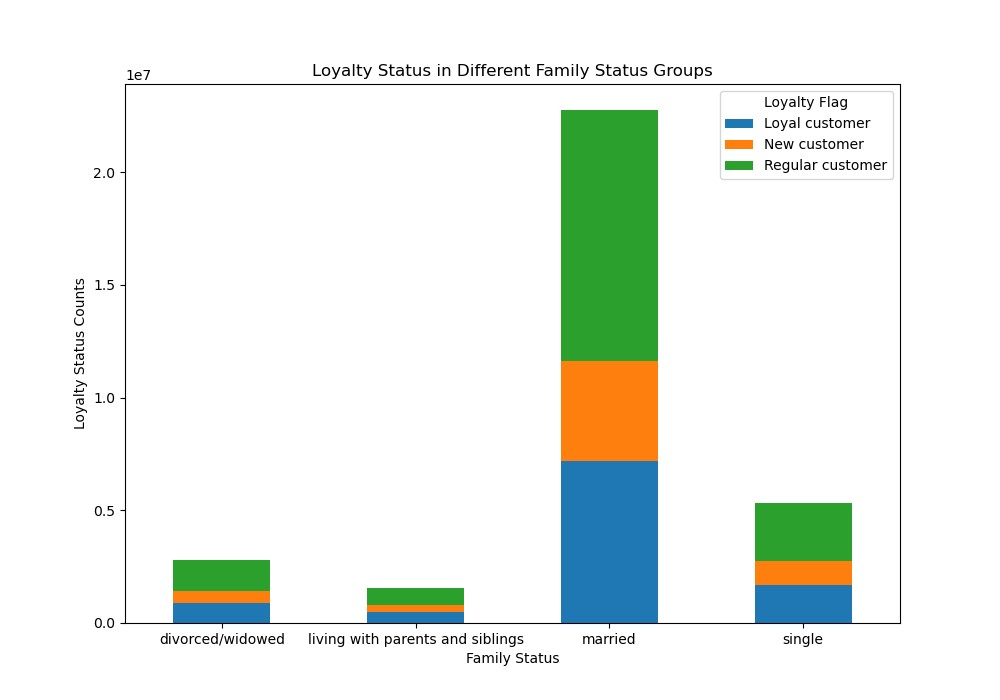 Loyalty Status in Different Family Status Groups
1e7
Loyalty Flag
Loyal customer
New customer
Regular customer
2.0
1.5
1.0
0.5
0.0
Loyalty Status Counts
divorced/widowed
living with parents and siblings
married
single
Family Status